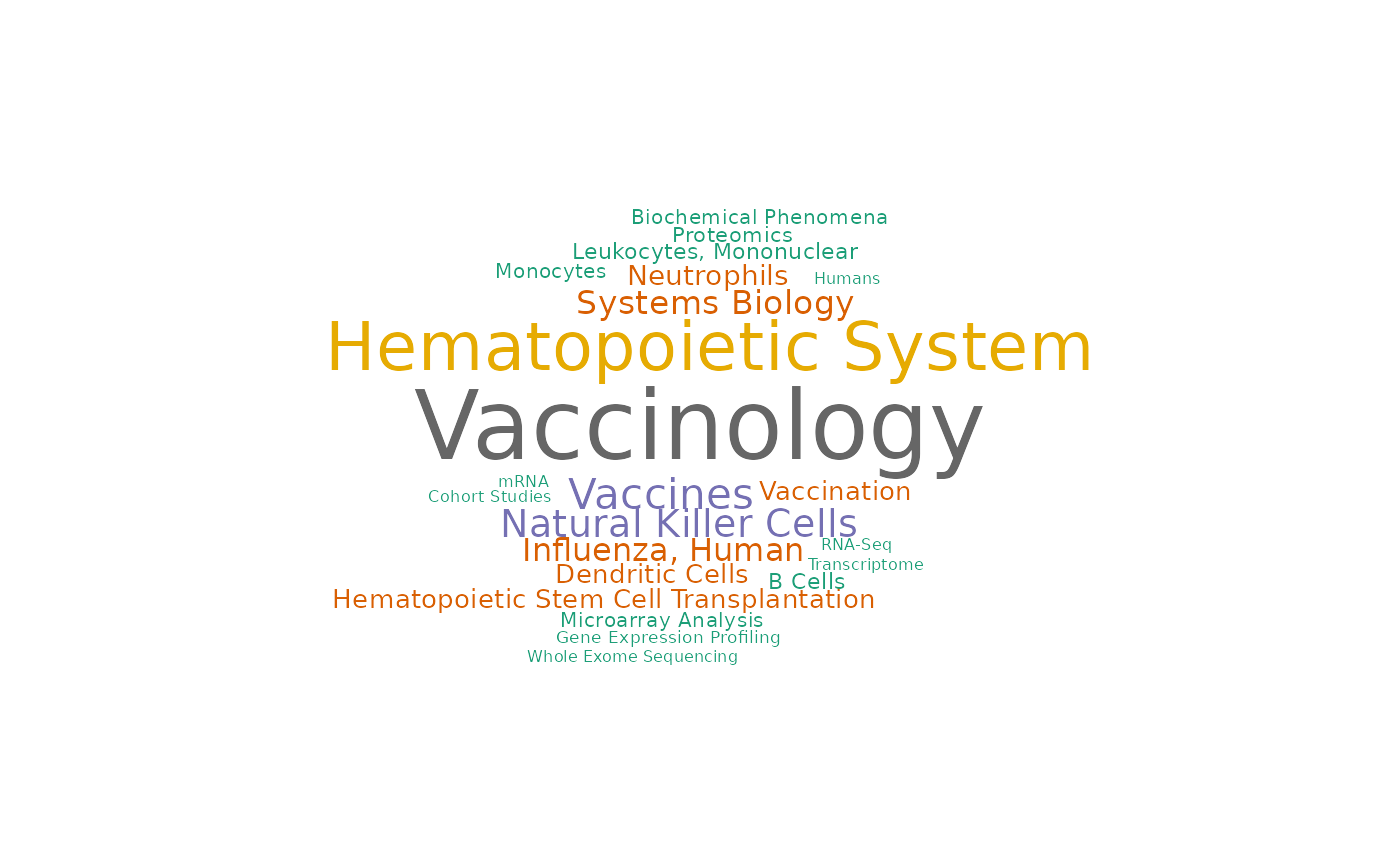 Biochemical Phenomena
Proteomics
Leukocytes, Mononuclear
Monocytes
Neutrophils
Humans
Systems Biology
Hematopoietic System
Vaccinology
mRNA
Cohort Studies
Vaccines
Vaccination
Natural Killer Cells
Influenza, Human
RNA-Seq
Transcriptome
Dendritic Cells
B Cells
Hematopoietic Stem Cell Transplantation
Microarray Analysis
Gene Expression Profiling
Whole Exome Sequencing